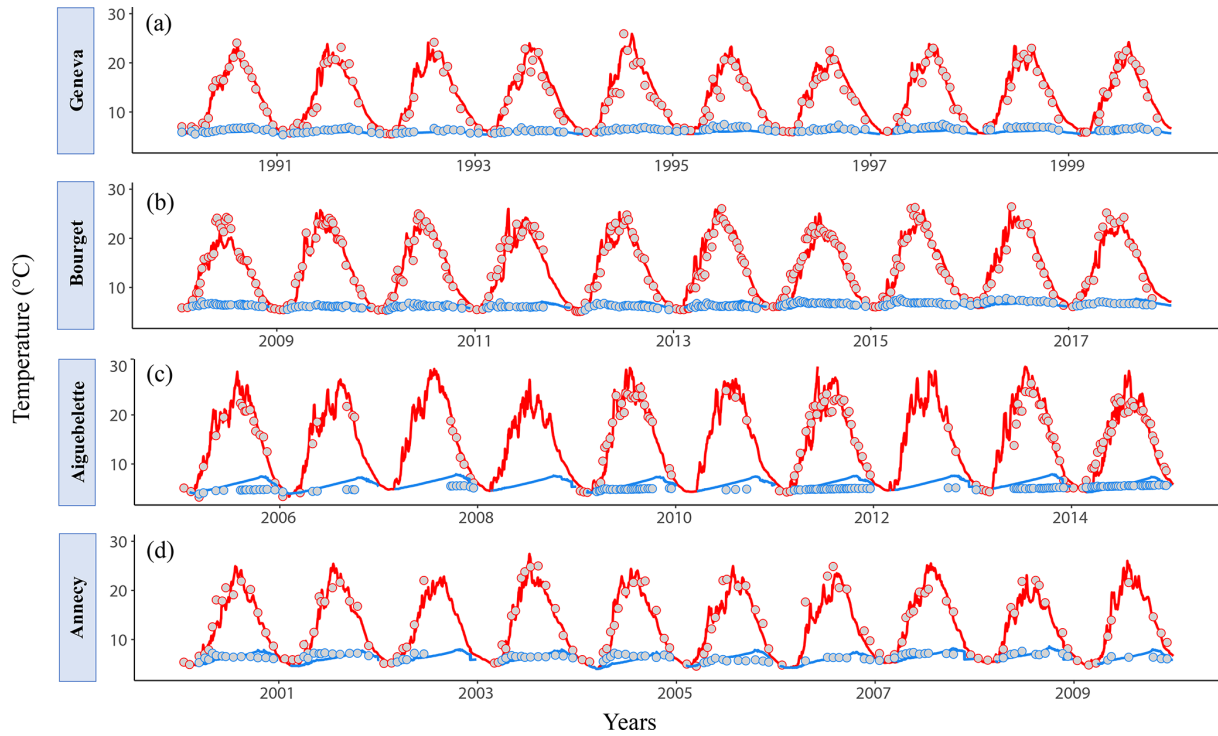 Temperature (°C)
Geneva
(a)
30
20
10
1991 1993 1995 1997 1999
Bourget
(b)
30
20
10
2009 2011 2013 2015 2017
Aiguebelette
(c)
30
20
10
2006 2008 2010 2012 2014
Annecy
(d)
30
20
10
2001 2003 2005 2007 2009
Years